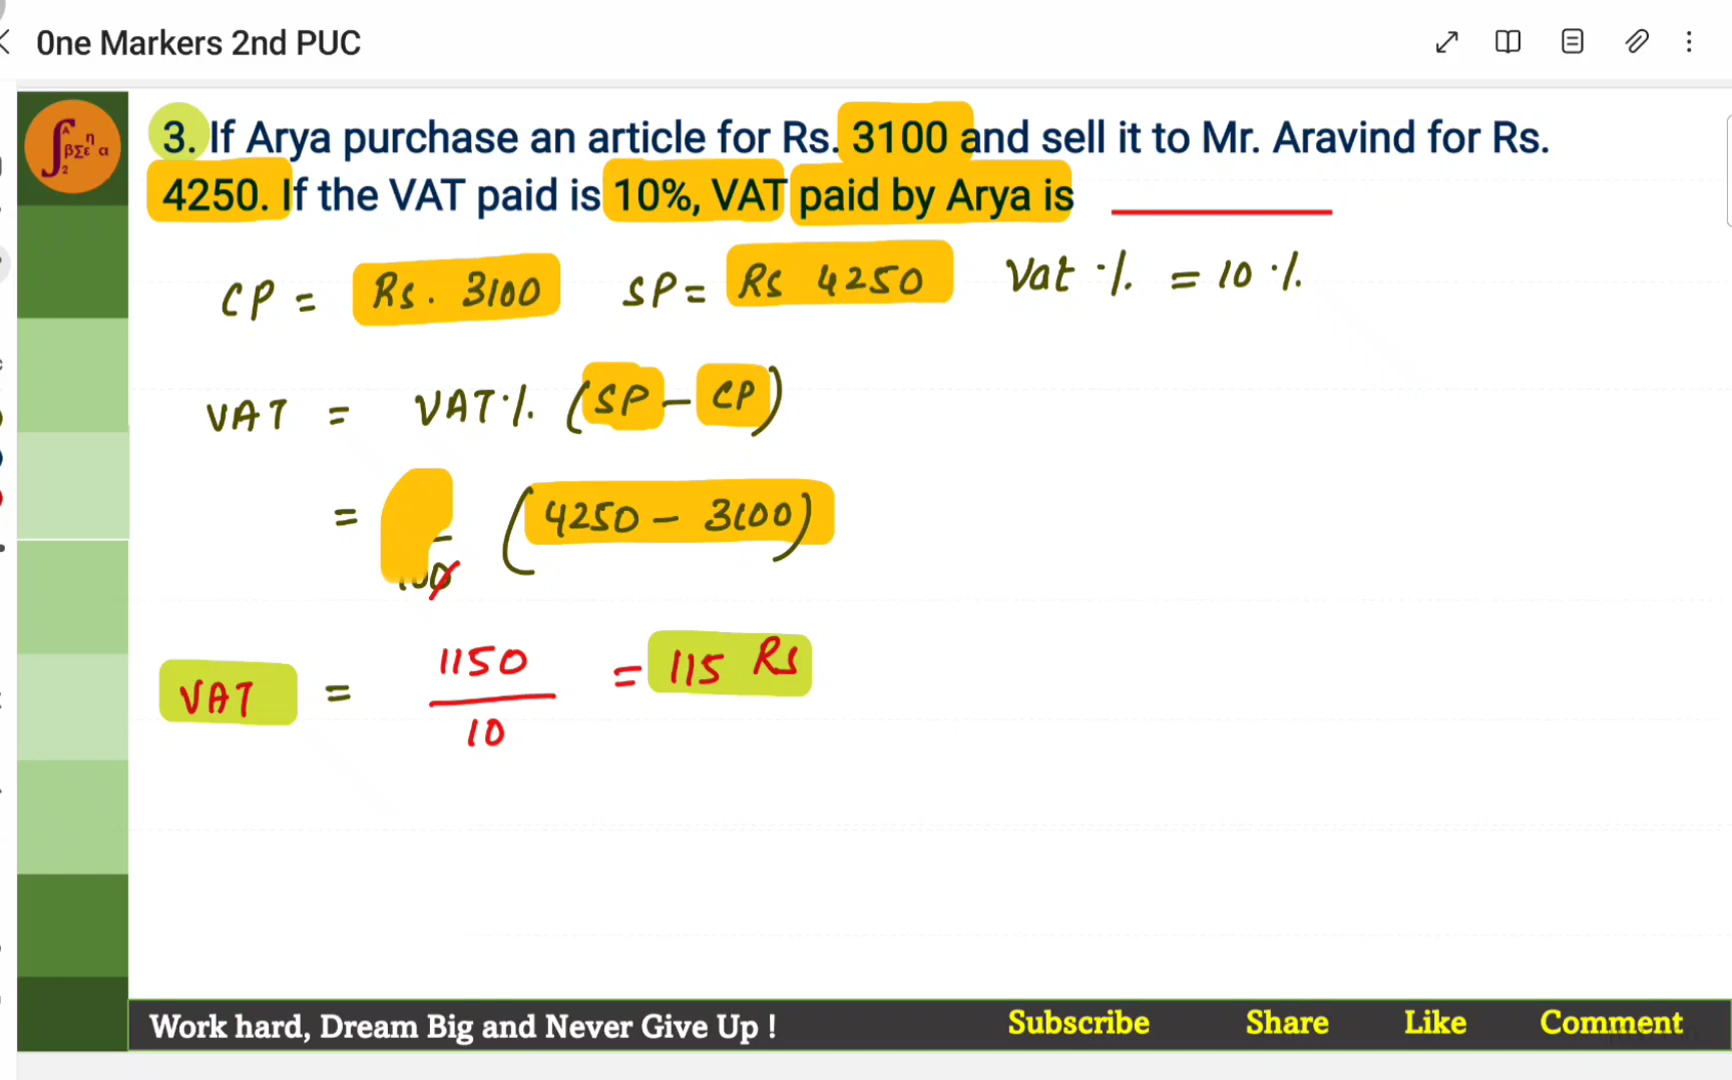 0ne Markers 2nd PUC
3. If Arya purchase an article for Rs. 3100 and sell it to Mr. Aravind for Rs.
4250. If the VAT paid is 10%, VAT paid by Arya is
CP = Rs. 3100 SP = Rs 4250 Vat % = 10 %
VAT = VAT % (SP - CP)
= (4250 - 3100)
100
VAT = 1150 = 115 Rs
10
Work hard, Dream Big and Never Give Up ! Subscribe Share Like Comment